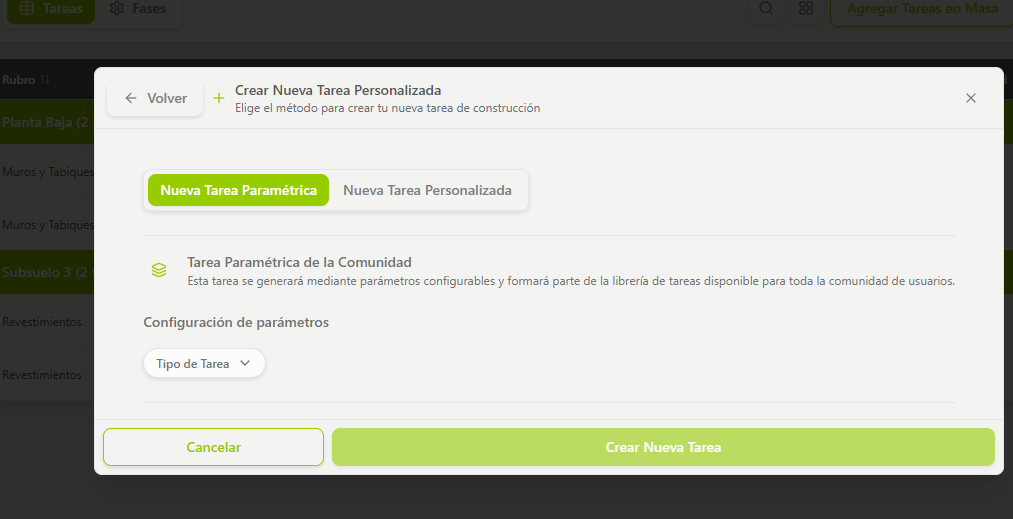 Tareas
Fases
Agregar Tareas en Masa
Rubro
Volver
Crear Nueva Tarea Personalizada
Elige el método para crear tu nueva tarea de construcción
Planta Baja (2
Muros y Tabiques
Nueva Tarea Paramétrica
Nueva Tarea Personalizada
Muros y Tabiques
Tarea Paramétrica de la Comunidad
Subsuelo 3 (2
Esta tarea se generará mediante parámetros configurables y formará parte de la librería de tareas disponible para toda la comunidad de usuarios.
Configuración de parámetros
Revestimientos
Tipo de Tarea
Revestimientos
Cancelar
Crear Nueva Tarea